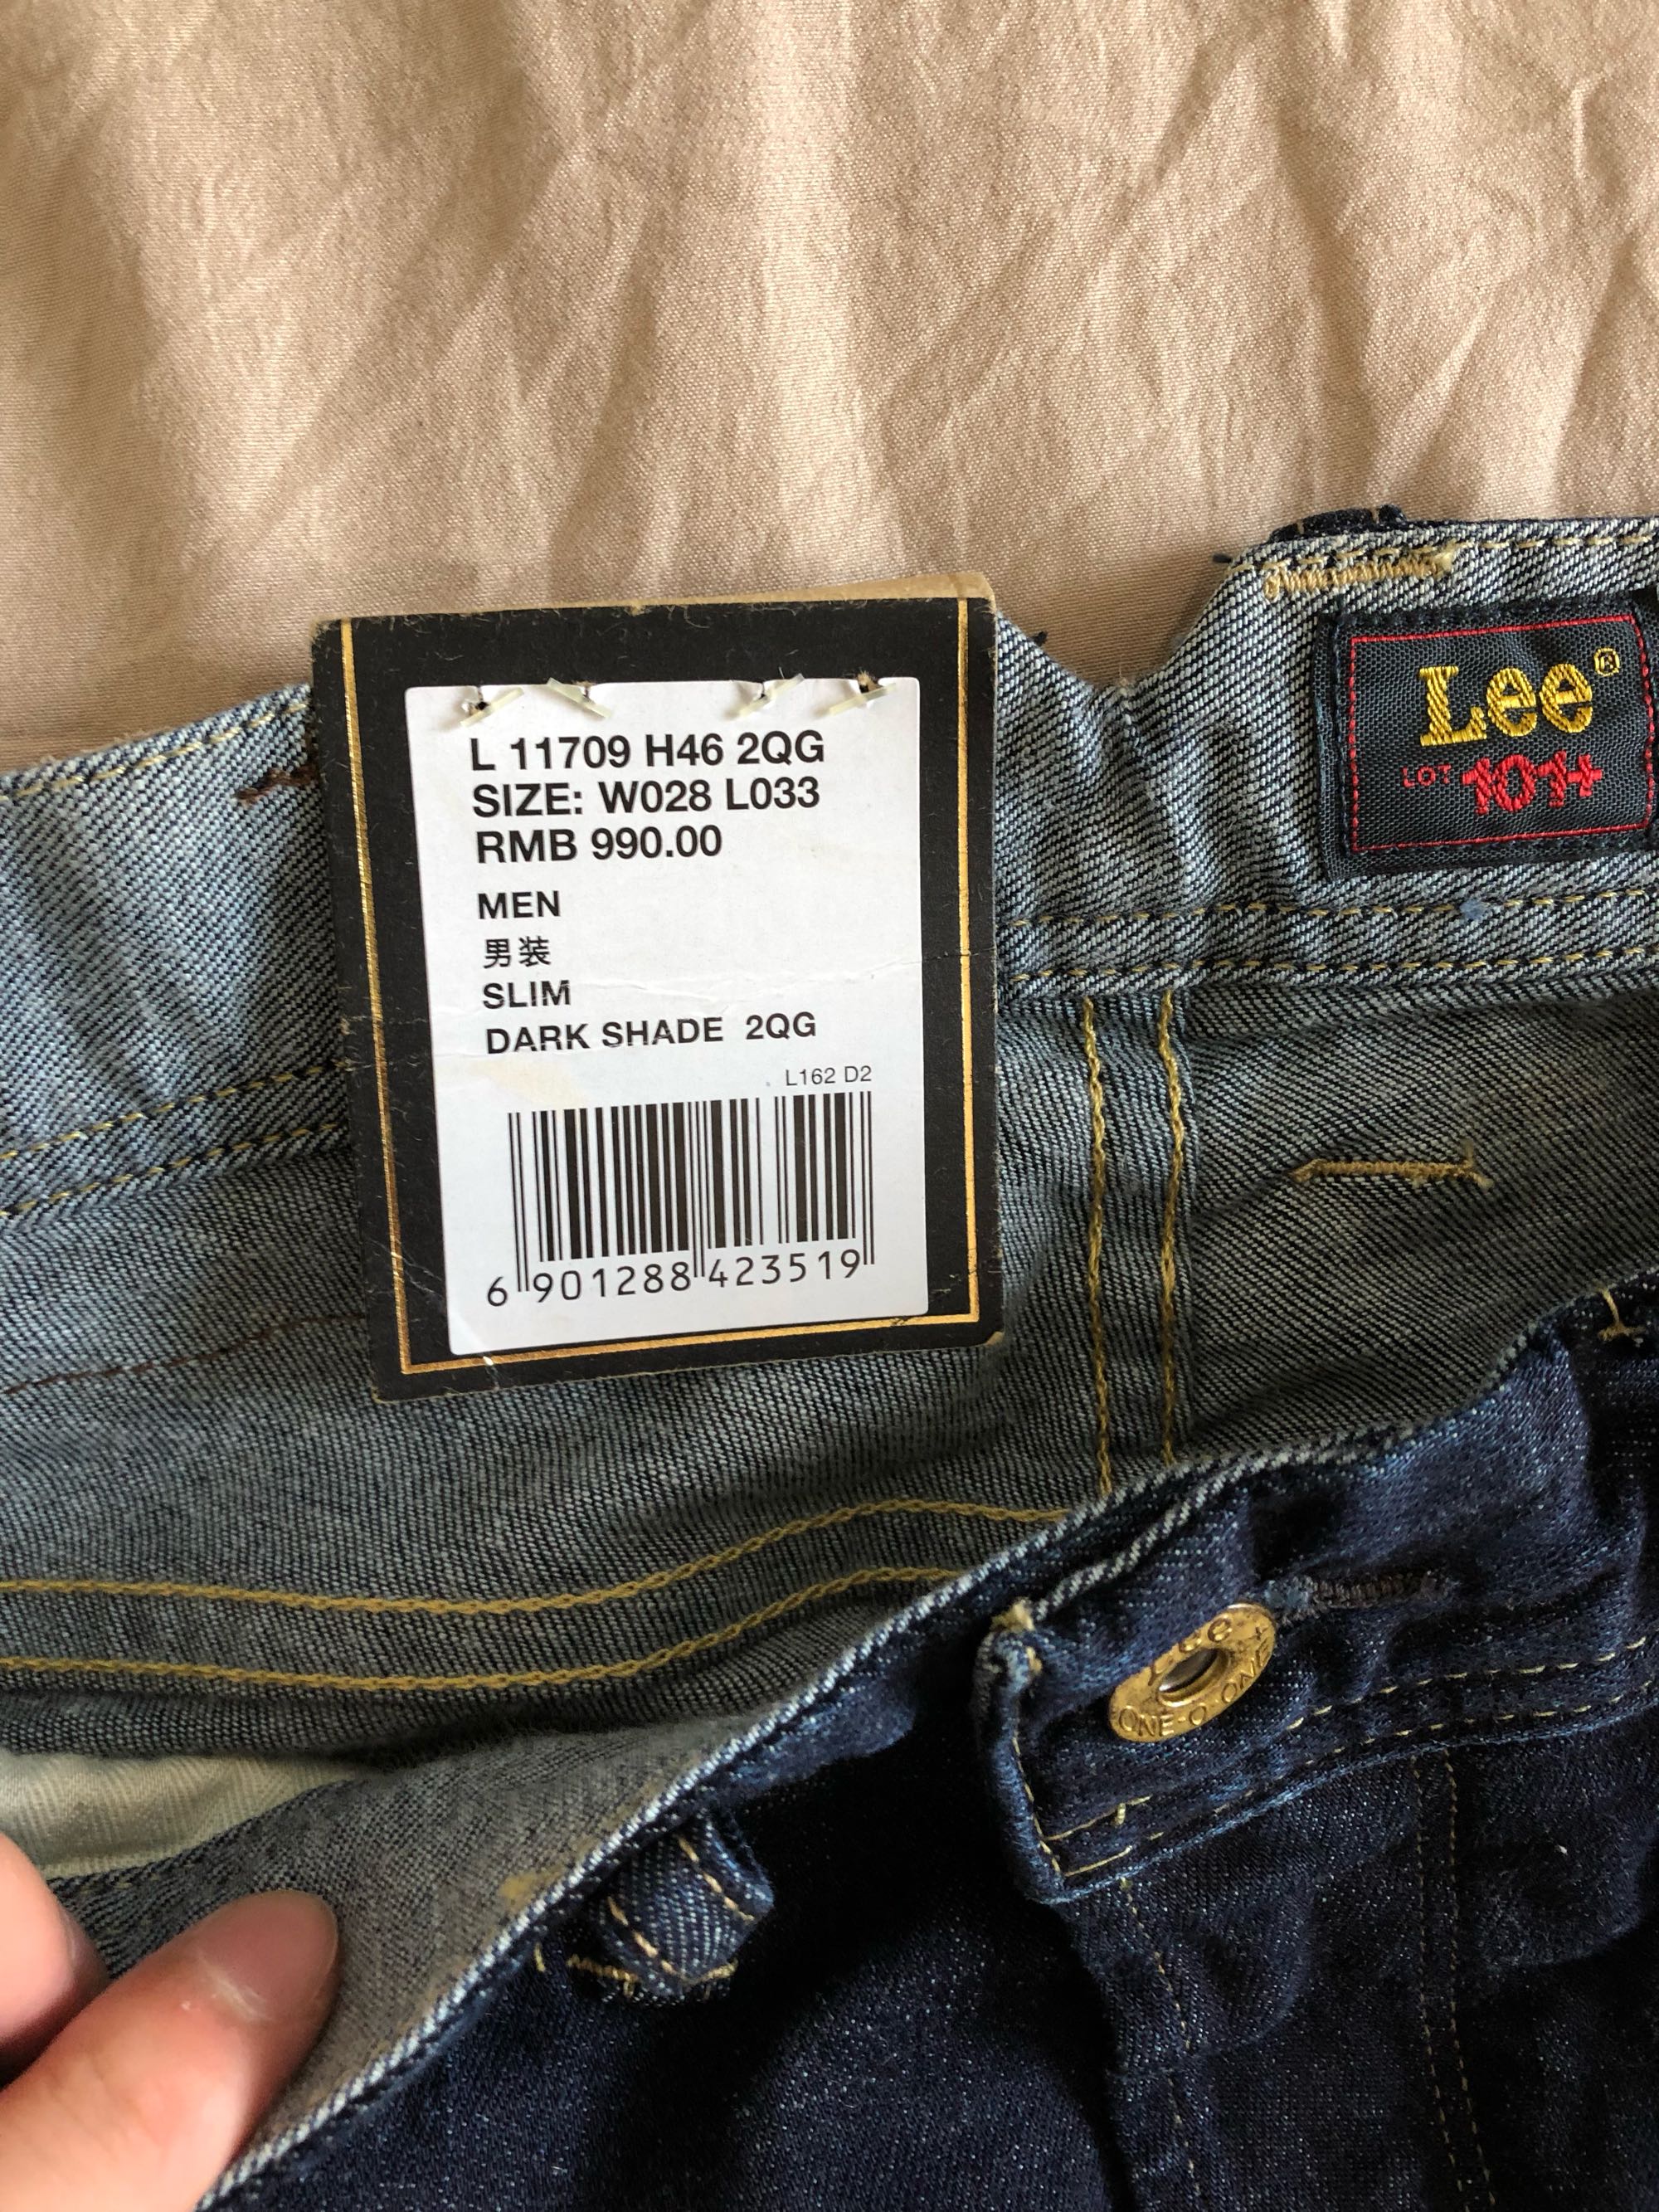 L 11709 H46 2QG
SIZE: W028 L033
RMB 990.00
MEN
男装
SLIM
DARK SHADE 2QG
L162 D2
6 901288 423519
Lee®
LOT 101+
Lee
ONE-O-ONE+